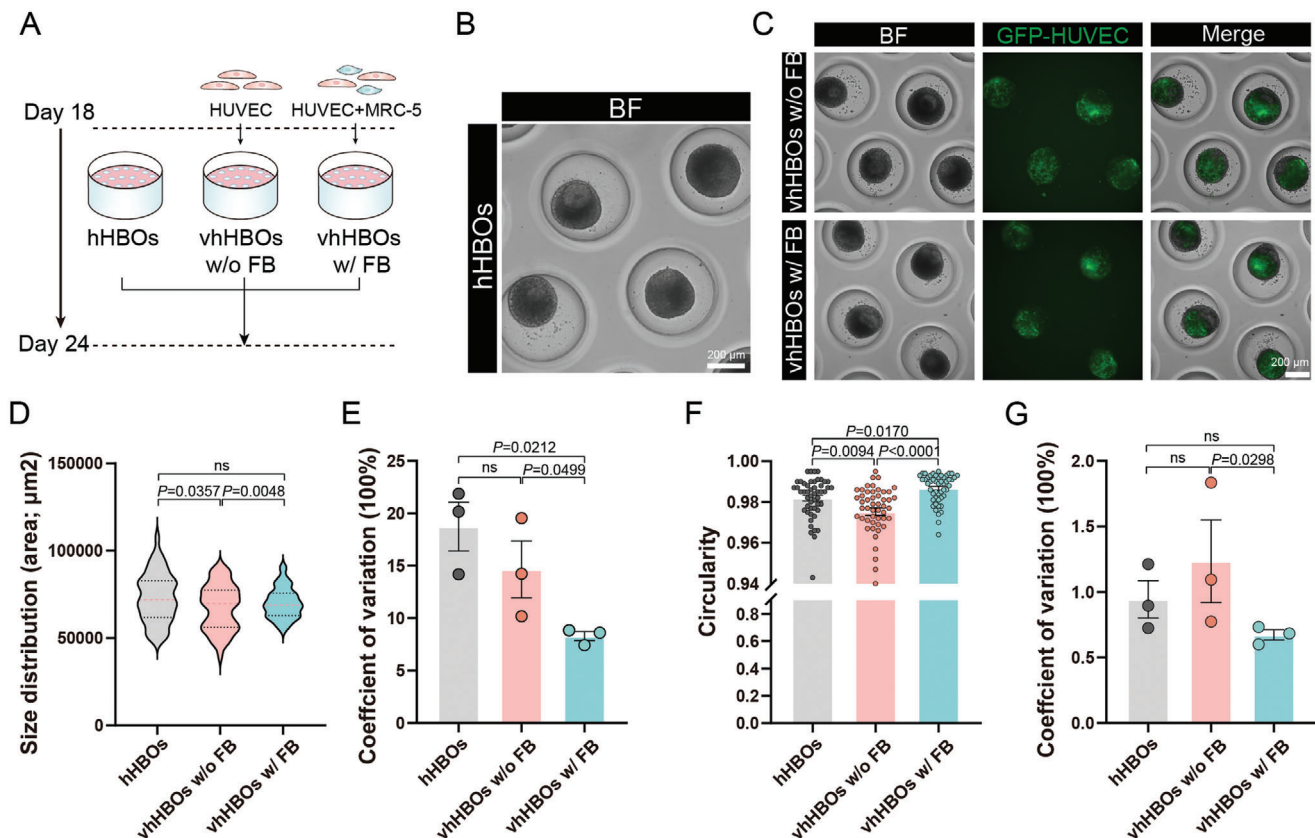 A
Day 18
HUVEC
HUVEC+MRC-5
hHBOs
vhHBOs
w/o FB
vhHBOs
w/ FB
Day 24
B
BF
hHBOs
200 µm
C
BF
GFP-HUVEC
Merge
vhHBOs w/o FB
vhHBOs w/ FB
200 µm
D
Size distribution (area; µm2)
150000
100000
50000
0
ns
P=0.0357
P=0.0048
hHBOs
vhHBOs w/o FB
vhHBOs w/ FB
E
Coeffcient of variation (100%)
25
20
15
10
5
0
P=0.0212
ns
P=0.0499
hHBOs
vhHBOs w/o FB
vhHBOs w/ FB
F
Circularity
1.00
0.98
0.96
0.94
0.8
0.6
0.4
0.2
0.0
P=0.0170
P=0.0094
P<0.0001
hHBOs
vhHBOs w/o FB
vhHBOs w/ FB
G
Coeffcient of variation (100%)
2.0
1.5
1.0
0.5
0.0
ns
ns
P=0.0298
hHBOs
vhHBOs w/o FB
vhHBOs w/ FB